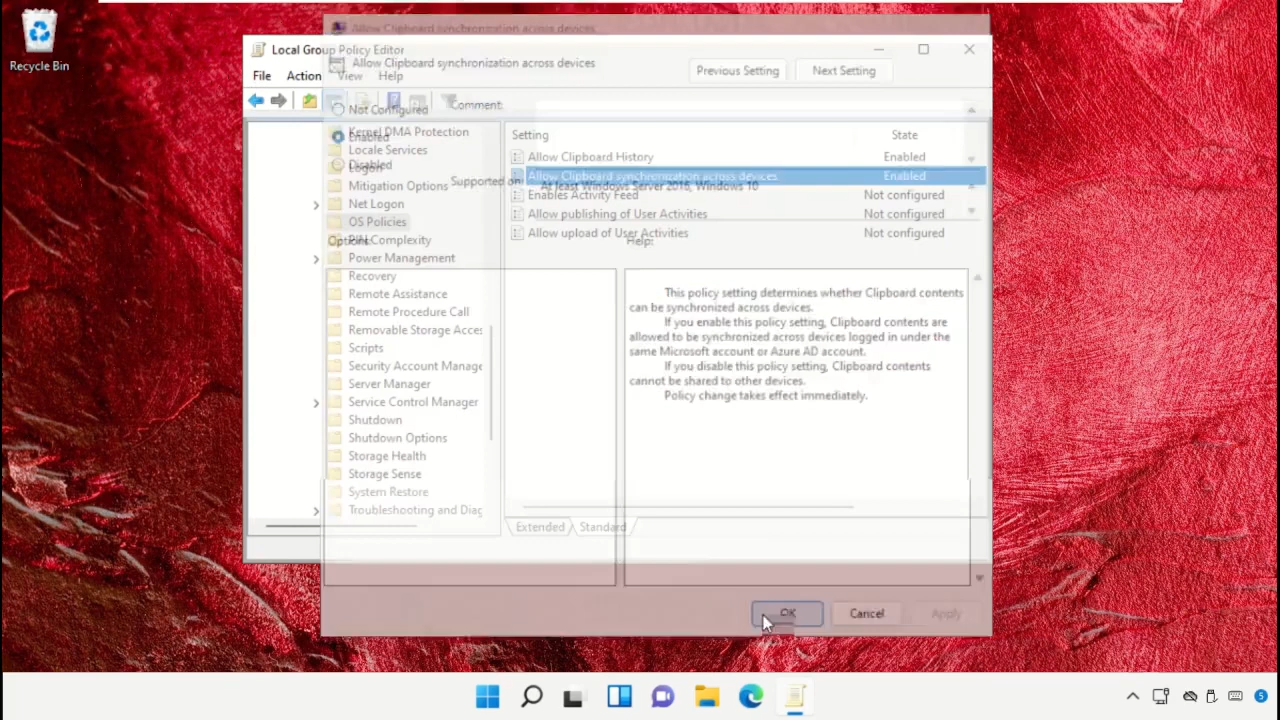 Recycle Bin
Allow Clipboard synchronization across devices
Local Group Policy Editor
Allow Clipboard synchronization across devices
Previous Setting
Next Setting
File
Action
View
Help
Not Configured
Comment:
Enabled
Disabled
Supported on:
At least Windows Server 2016, Windows 10
Options:
Help:
Kernel DMA Protection
Locale Services
Logon
Mitigation Options
Net Logon
OS Policies
PIN Complexity
Power Management
Recovery
Remote Assistance
Remote Procedure Call
Removable Storage Acces
Scripts
Security Account Manage
Server Manager
Service Control Manager
Shutdown
Shutdown Options
Storage Health
Storage Sense
System Restore
Troubleshooting and Diag
Setting
State
Allow Clipboard History
Enabled
Allow Clipboard synchronization across devices
Enabled
Enables Activity Feed
Not configured
Allow publishing of User Activities
Not configured
Allow upload of User Activities
Not configured
This policy setting determines whether Clipboard contents
can be synchronized across devices.
If you enable this policy setting, Clipboard contents are
allowed to be synchronized across devices logged in under the
same Microsoft account or Azure AD account.
If you disable this policy setting, Clipboard contents
cannot be shared to other devices.
Policy change takes effect immediately.
Extended
Standard
OK
Cancel
Apply
5